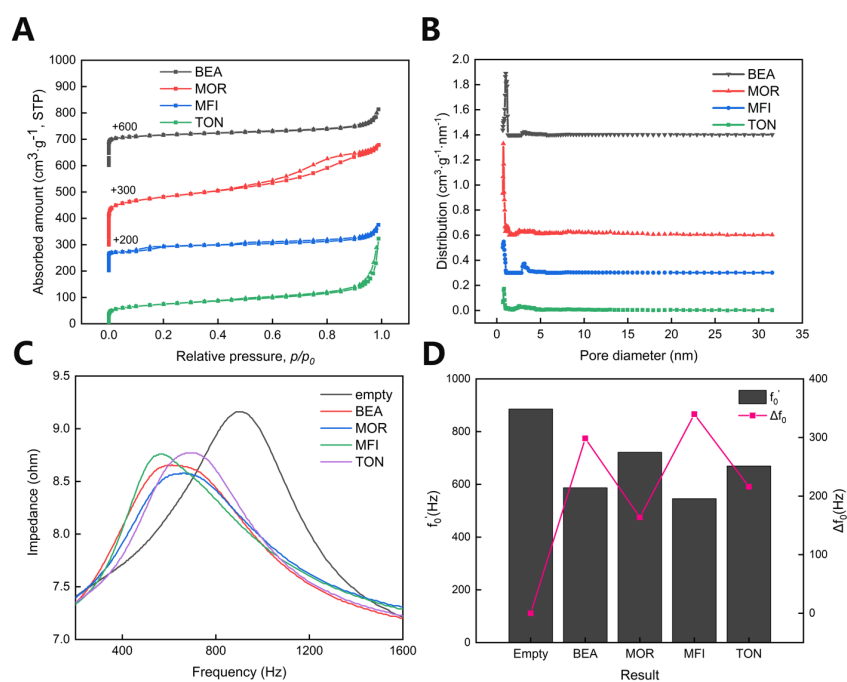 A
Absorbed amount (cm³·g⁻¹, STP)
1000
900
800
700
600
500
400
300
200
100
0
BEA
MOR
MFI
TON
+600
+300
+200
0.0
0.2
0.4
0.6
0.8
1.0
Relative pressure, p/p₀
B
Distribution (cm³·g⁻¹·nm⁻¹)
2.0
1.8
1.6
1.4
1.2
1.0
0.8
0.6
0.4
0.2
0.0
BEA
MOR
MFI
TON
0
5
10
15
20
25
30
35
Pore diameter (nm)
C
Impedance (ohm)
9.5
9.0
8.5
8.0
7.5
7.0
empty
BEA
MOR
MFI
TON
400
800
1200
1600
Frequency (Hz)
D
f₀'(Hz)
1000
800
600
400
200
0
f₀'
Δf₀
400
300
200
100
0
Δf₀(Hz)
Empty
BEA
MOR
MFI
TON
Result